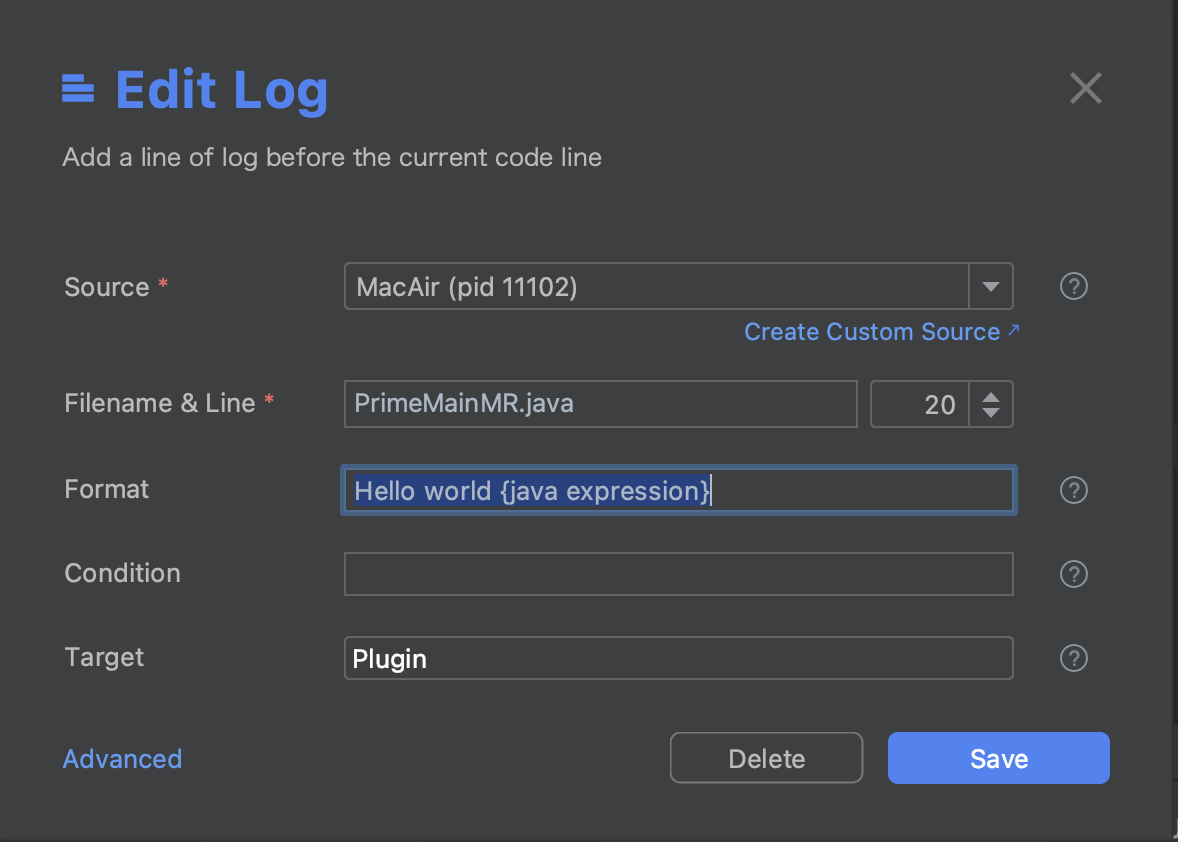 Edit Log
Add a line of log before the current code line
Source *
MacAir (pid 11102)
?
Create Custom Source ↗
Filename & Line *
PrimeMainMR.java
20
Format
Hello world {java expression}
?
Condition
?
Target
Plugin
?
Advanced
Delete
Save